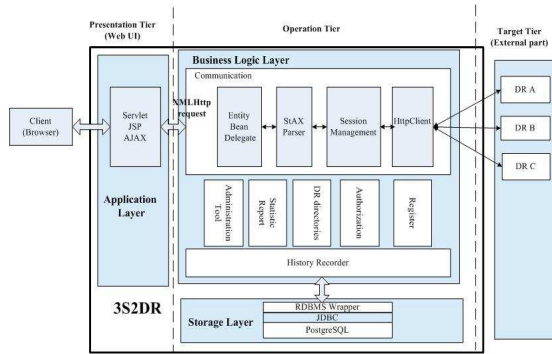 Presentation Tier
(Web UI)
Operation Tier
Target Tier
(External part)
Business Logic Layer
Communication
Client
(Browser)
Servlet
JSP
AJAX
XMLHttp
request
Entity
Bean
Delegate
StAX
Parser
Session
Management
HttpClient
DR A
DR B
DR C
Application
Layer
Administration
Tool
Statistic
Report
DR directories
Authorization
Register
History Recorder
3S2DR
Storage Layer
RDBMS Wrapper
JDBC
PostgreSQL